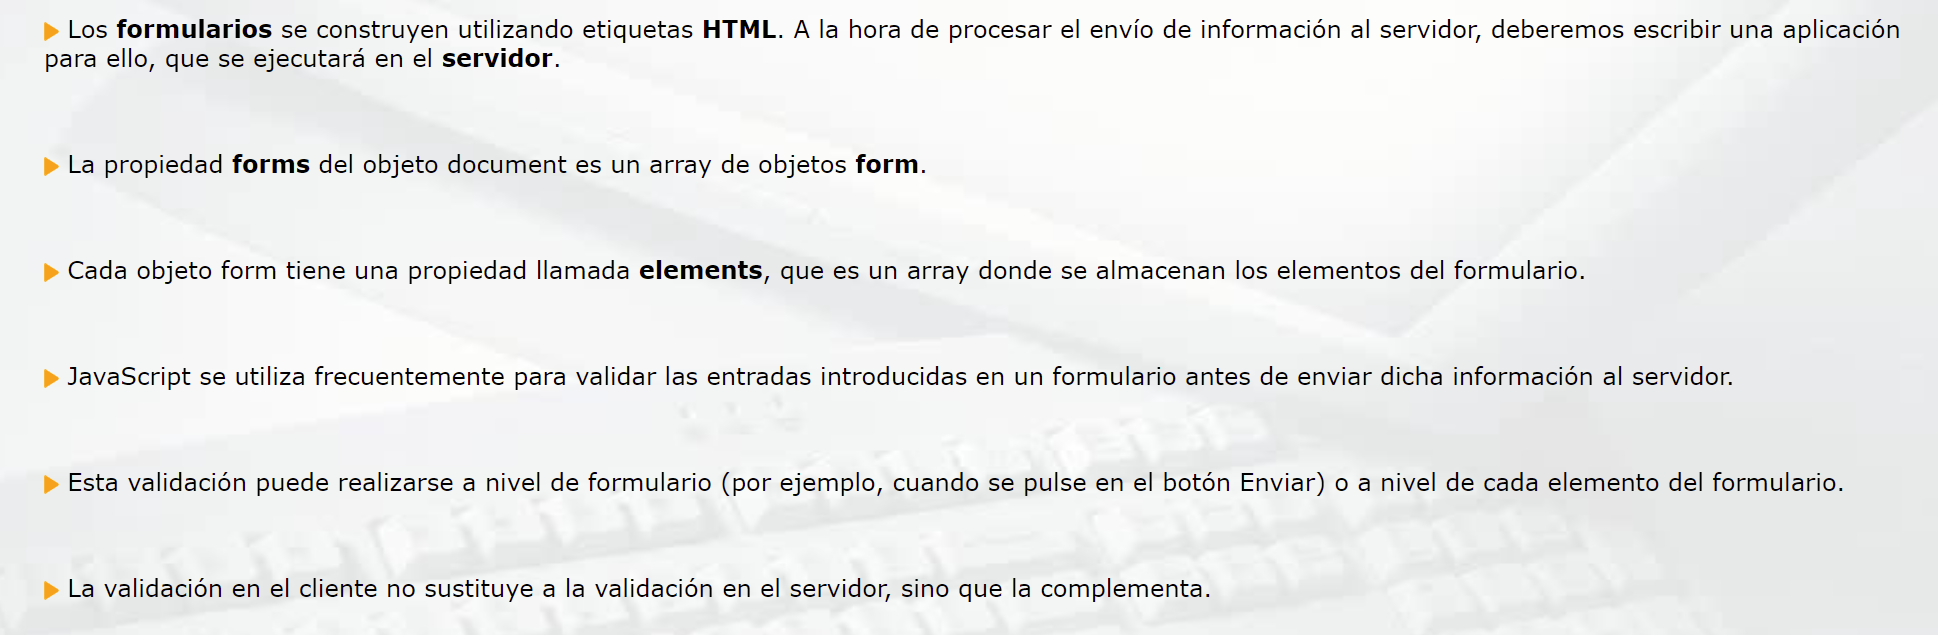 Los formularios se construyen utilizando etiquetas HTML. A la hora de procesar el envío de información al servidor, deberemos escribir una aplicación
para ello, que se ejecutará en el servidor.
La propiedad forms del objeto document es un array de objetos form.
Cada objeto form tiene una propiedad llamada elements, que es un array donde se almacenan los elementos del formulario.
JavaScript se utiliza frecuentemente para validar las entradas introducidas en un formulario antes de enviar dicha información al servidor.
Esta validación puede realizarse a nivel de formulario (por ejemplo, cuando se pulse en el botón Enviar) o a nivel de cada elemento del formulario.
La validación en el cliente no sustituye a la validación en el servidor, sino que la complementa.